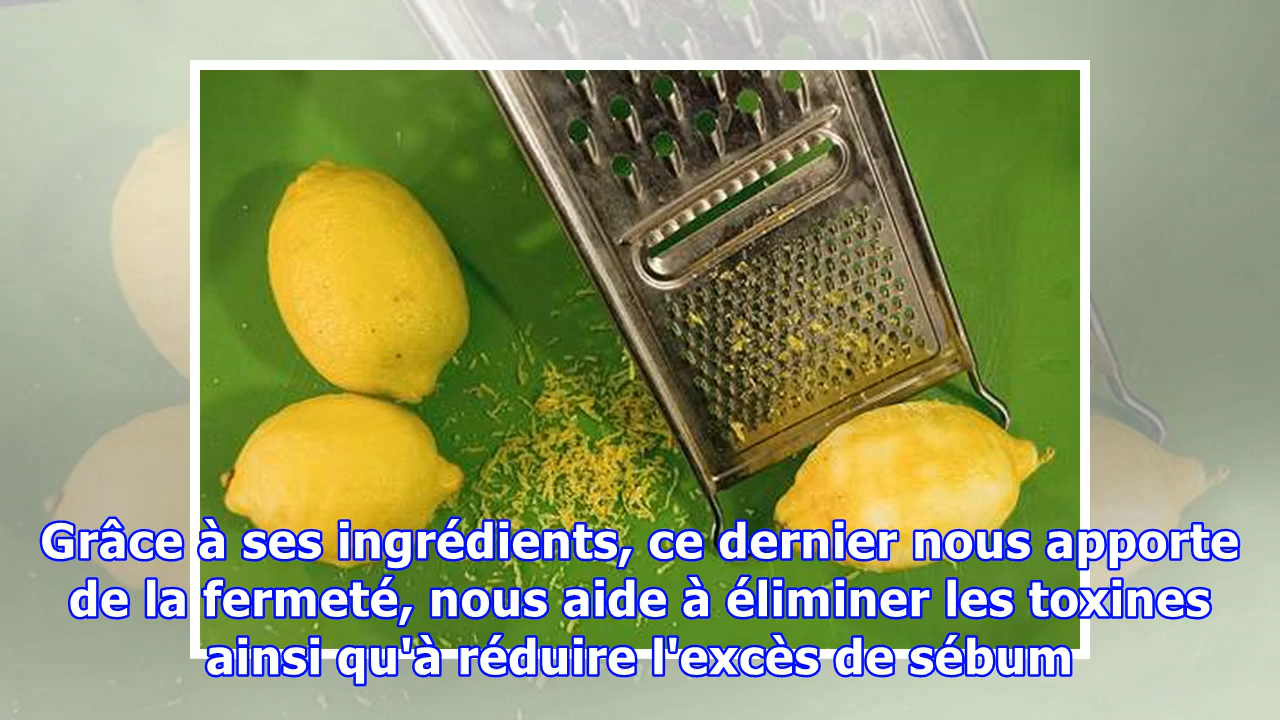 Grâce à ses ingrédients, ce dernier nous apporte
de la fermeté, nous aide à éliminer les toxines
ainsi qu'à réduire l'excès de sébum